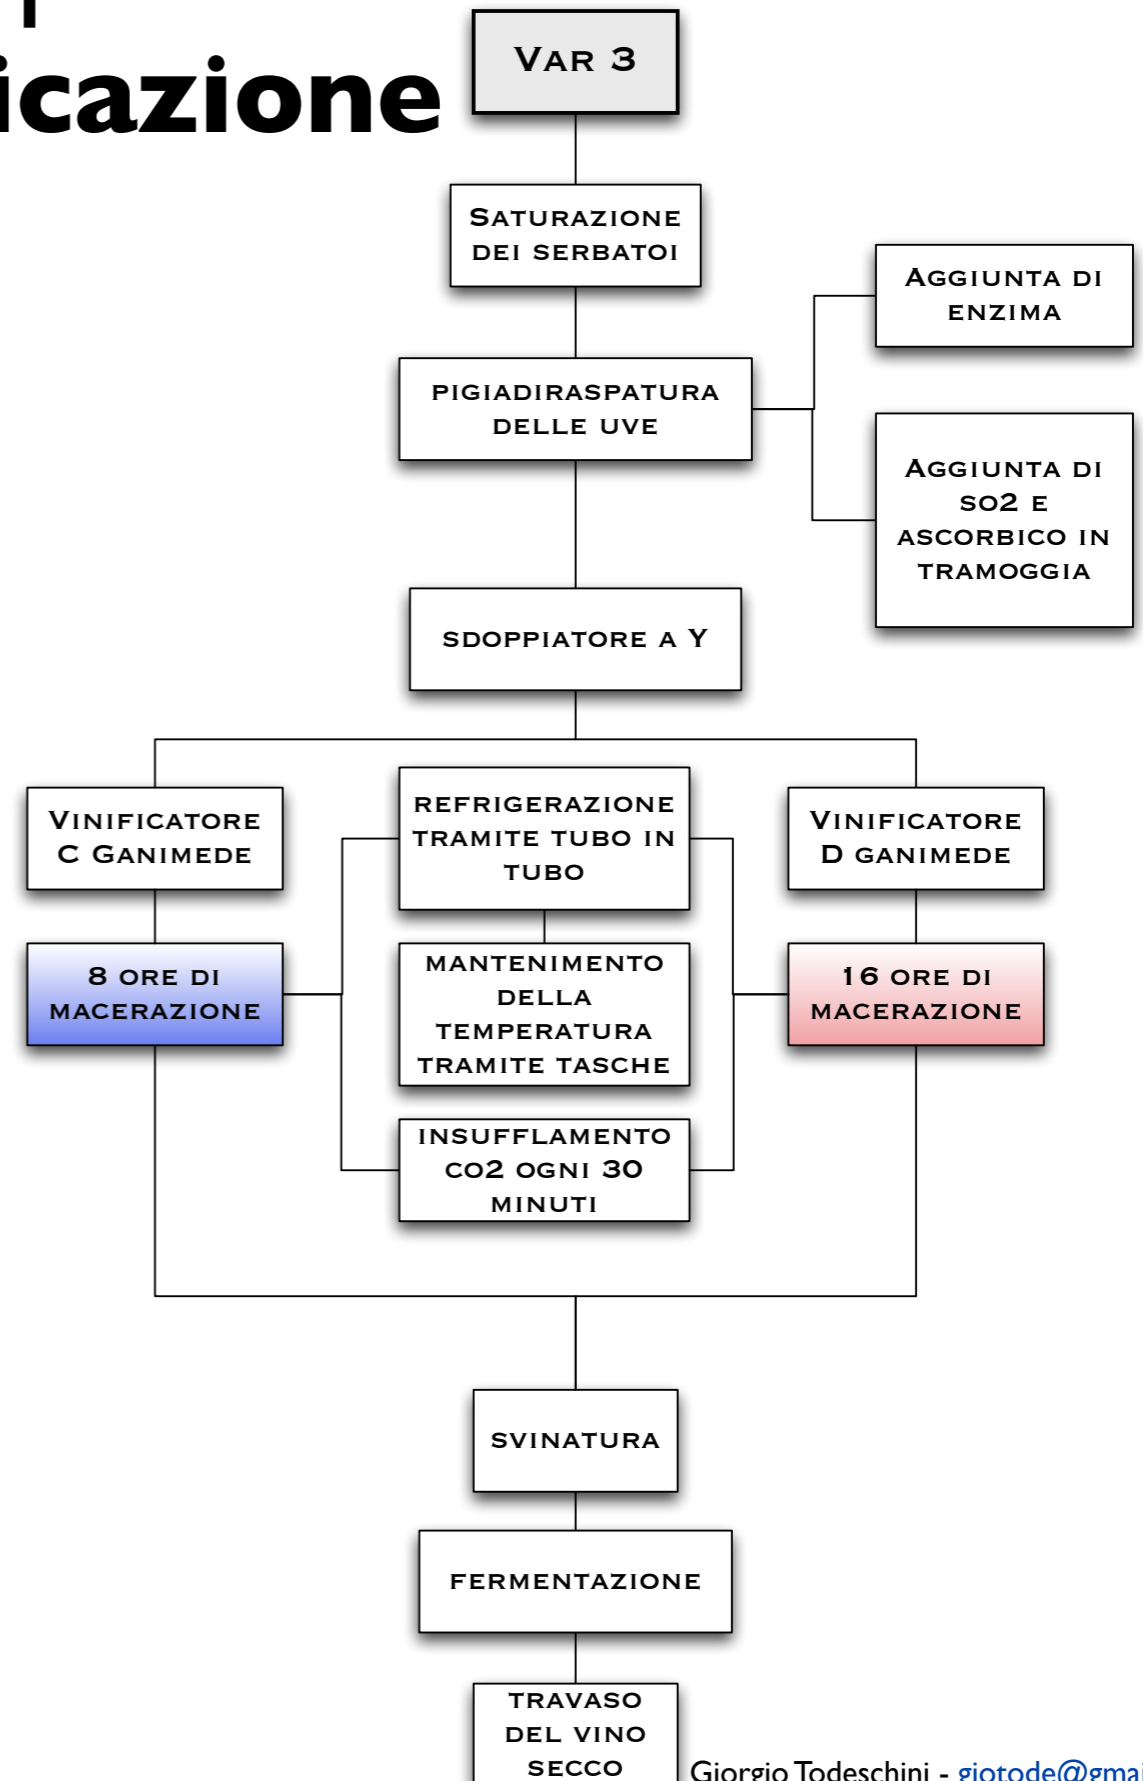 icazione
VAR 3
SATURAZIONE
DEI SERBATOI
AGGIUNTA DI
ENZIMA
PIGIADIRASPATURA
DELLE UVE
AGGIUNTA DI
SO2 E
ASCORBICO IN
TRAMOGGIA
SDOPPIATORE A Y
VINIFICATORE
C GANIMEDE
REFRIGERAZIONE
TRAMITE TUBO IN
TUBO
VINIFICATORE
D GANIMEDE
8 ORE DI
MACERAZIONE
MANTENIMENTO
DELLA
TEMPERATURA
TRAMITE TASCHE
16 ORE DI
MACERAZIONE
INSUFFLAMENTO
CO2 OGNI 30
MINUTI
SVINATURA
FERMENTAZIONE
TRAVASO
DEL VINO
SECCO
Giorgio Todeschini - giotode@gmai